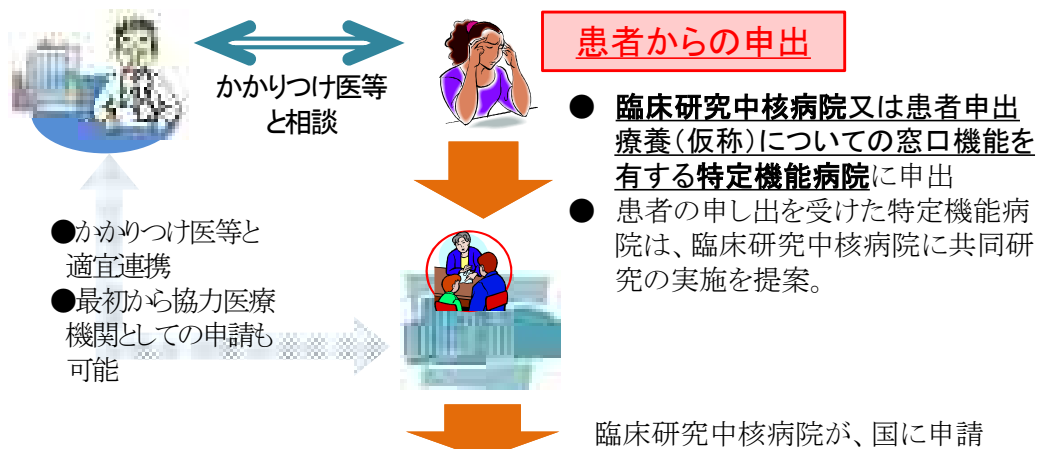 患者からの申出
かかりつけ医等
と相談
● 臨床研究中核病院又は患者申出
療養(仮称)についての窓口機能を
有する特定機能病院に申出
● 患者の申し出を受けた特定機能病
院は、臨床研究中核病院に共同研
究の実施を提案。
●かかりつけ医等と
適宜連携
●最初から協力医療
機関としての申請も
可能
臨床研究中核病院が、国に申請